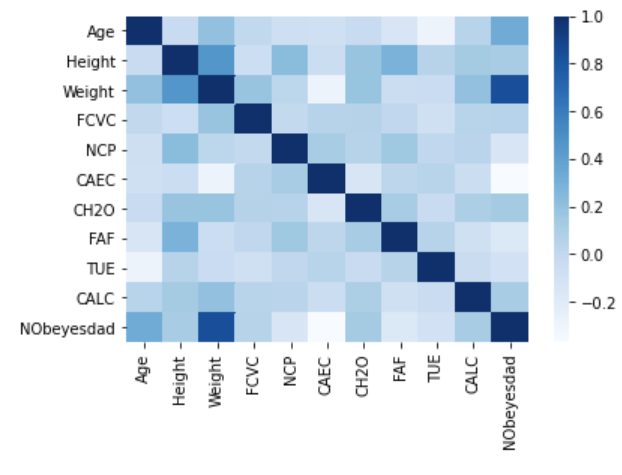 Age
Height
Weight
FCVC
NCP
CAEC
CH2O
FAF
TUE
CALC
NObeyesdad
Age
Height
Weight
FCVC
NCP
CAEC
CH2O
FAF
TUE
CALC
NObeyesdad
1.0
0.8
0.6
0.4
0.2
0.0
−0.2